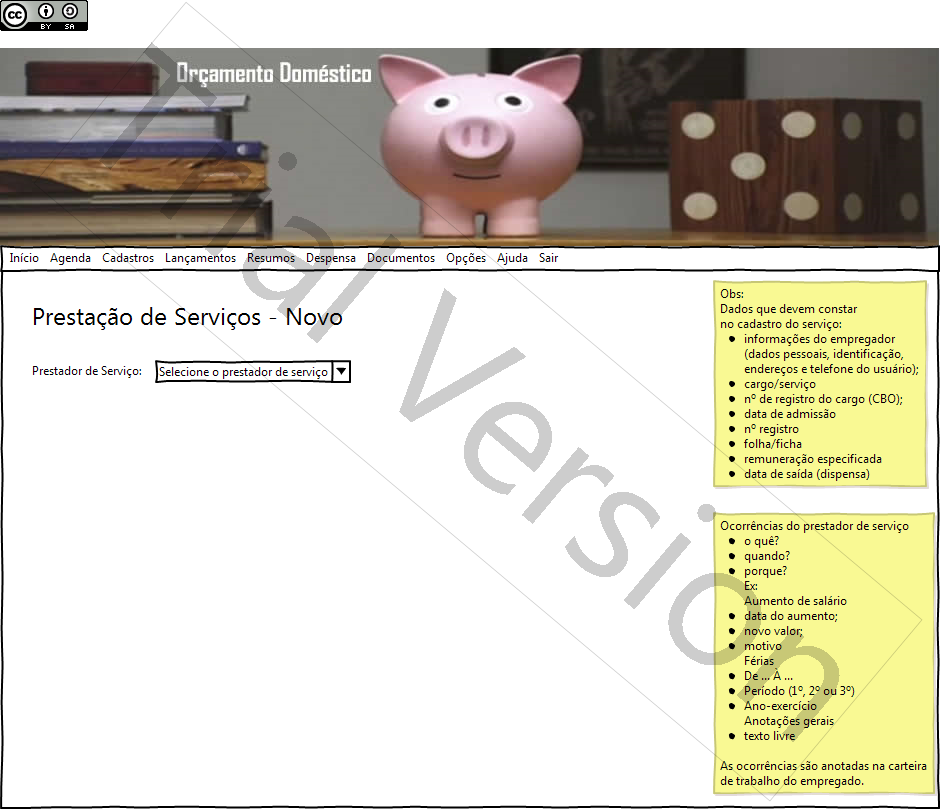 cc
BY SA
Orçamento Doméstico
Início Agenda Cadastros Lançamentos Resumos Despensa Documentos Opções Ajuda Sair
Prestação de Serviços - Novo
Prestador de Serviço: Selecione o prestador de serviço
Obs:
Dados que devem constar
no cadastro do serviço:
• informações do empregador
(dados pessoais, identificação,
endereços e telefone do usuário);
• cargo/serviço
• nº de registro do cargo (CBO);
• data de admissão
• nº registro
• folha/ficha
• remuneração especificada
• data de saída (dispensa)
Ocorrências do prestador de serviço
• o quê?
• quando?
• porque?
Ex:
Aumento de salário
• data do aumento;
• novo valor;
• motivo
Férias
• De ... À ...
• Período (1º, 2º ou 3º)
• Ano-exercício
Anotações gerais
• texto livre
As ocorrências são anotadas na carteira
de trabalho do empregado.
Trial Version